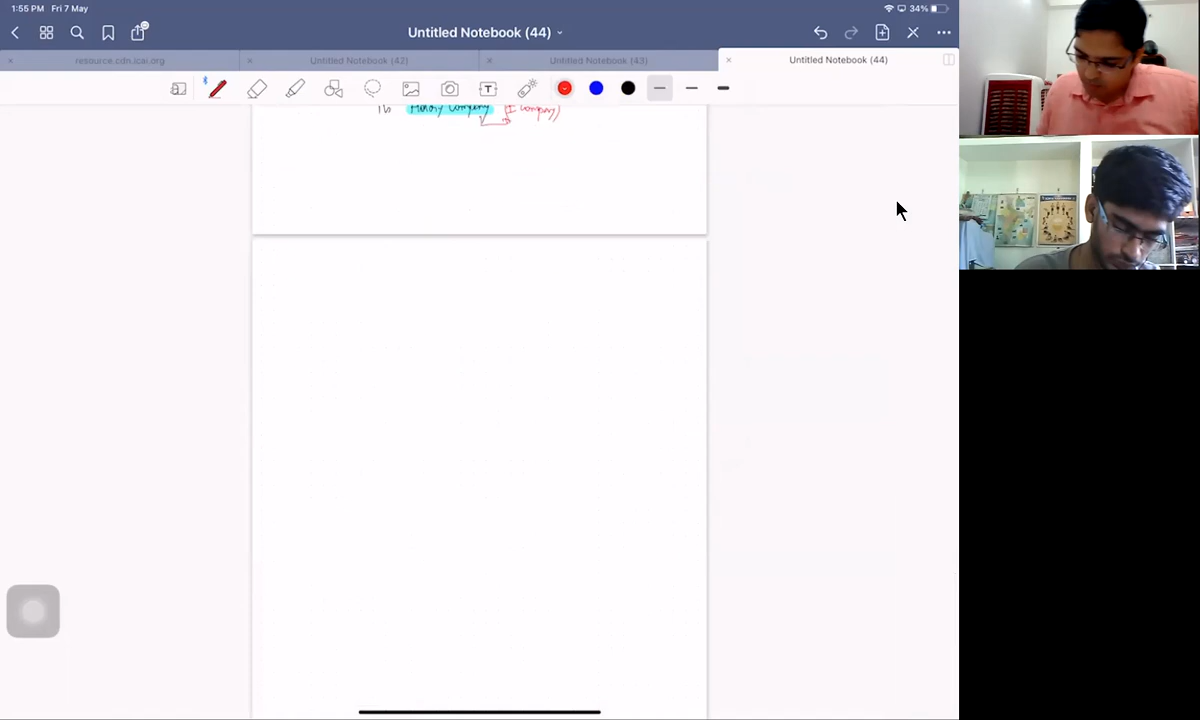 1:55 PM Fri 7 May
34%
Untitled Notebook (44)
resource.cdn.icai.org
Untitled Notebook (42)
Untitled Notebook (43)
Untitled Notebook (44)
T
Company